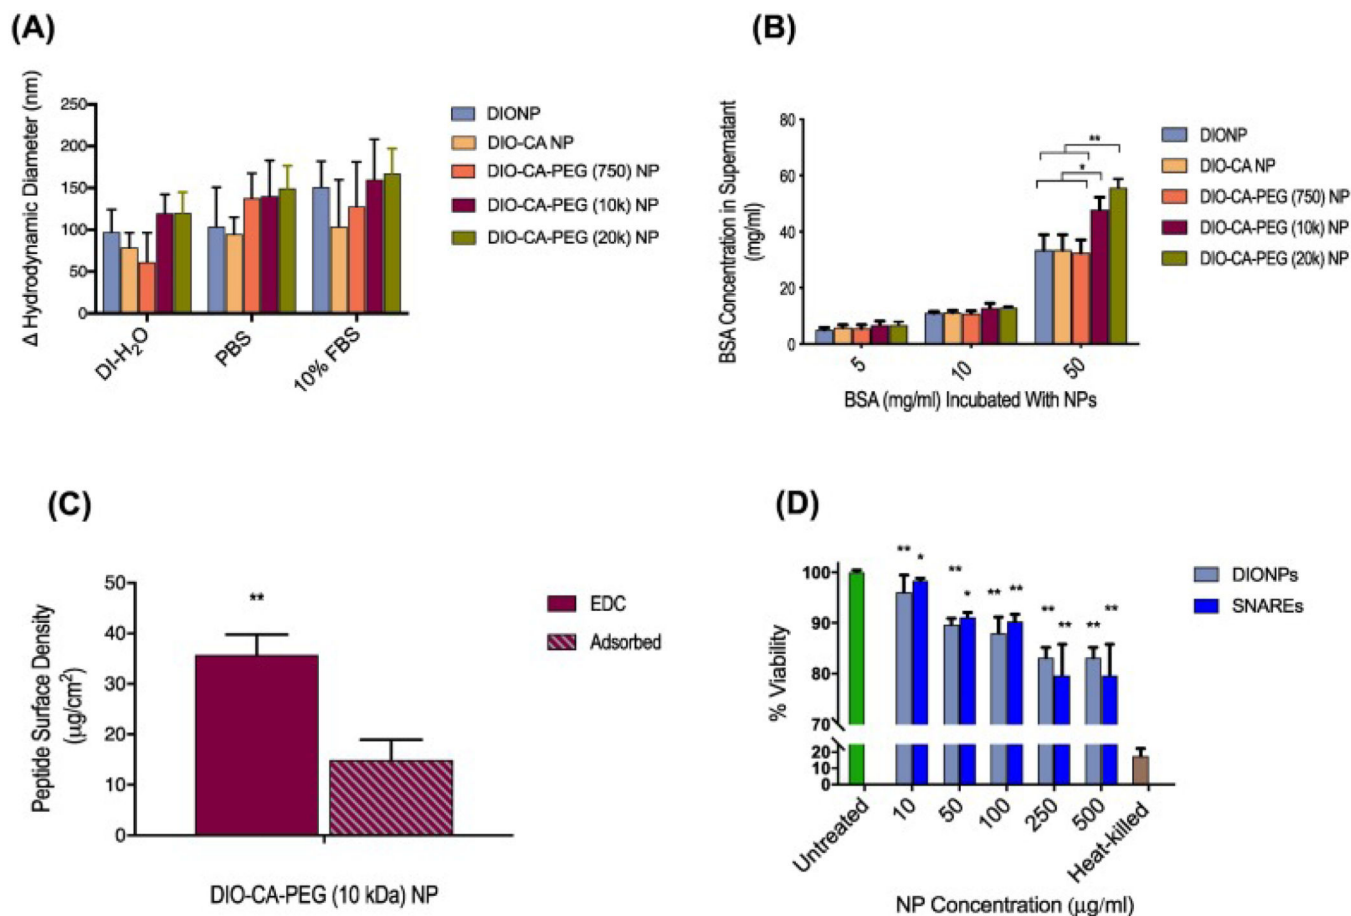 (A)
Δ Hydrodynamic Diameter (nm)
250
200
150
100
50
0
DI-H₂O
PBS
10% FBS
DIONP
DIO-CA NP
DIO-CA-PEG (750) NP
DIO-CA-PEG (10k) NP
DIO-CA-PEG (20k) NP
(B)
BSA Concentration in Supernatant
(mg/ml)
80
60
40
20
0
**
*
5
10
50
BSA (mg/ml) Incubated With NPs
DIONP
DIO-CA NP
DIO-CA-PEG (750) NP
DIO-CA-PEG (10k) NP
DIO-CA-PEG (20k) NP
(C)
Peptide Surface Density
(µg/cm²)
50
40
30
20
10
0
**
DIO-CA-PEG (10 kDa) NP
EDC
Adsorbed
(D)
% Viability
100
90
80
70
20
10
0
** *
** *
** **
** **
** **
Untreated
10
50
100
250
500
Heat-killed
NP Concentration (µg/ml)
DIONPs
SNAREs